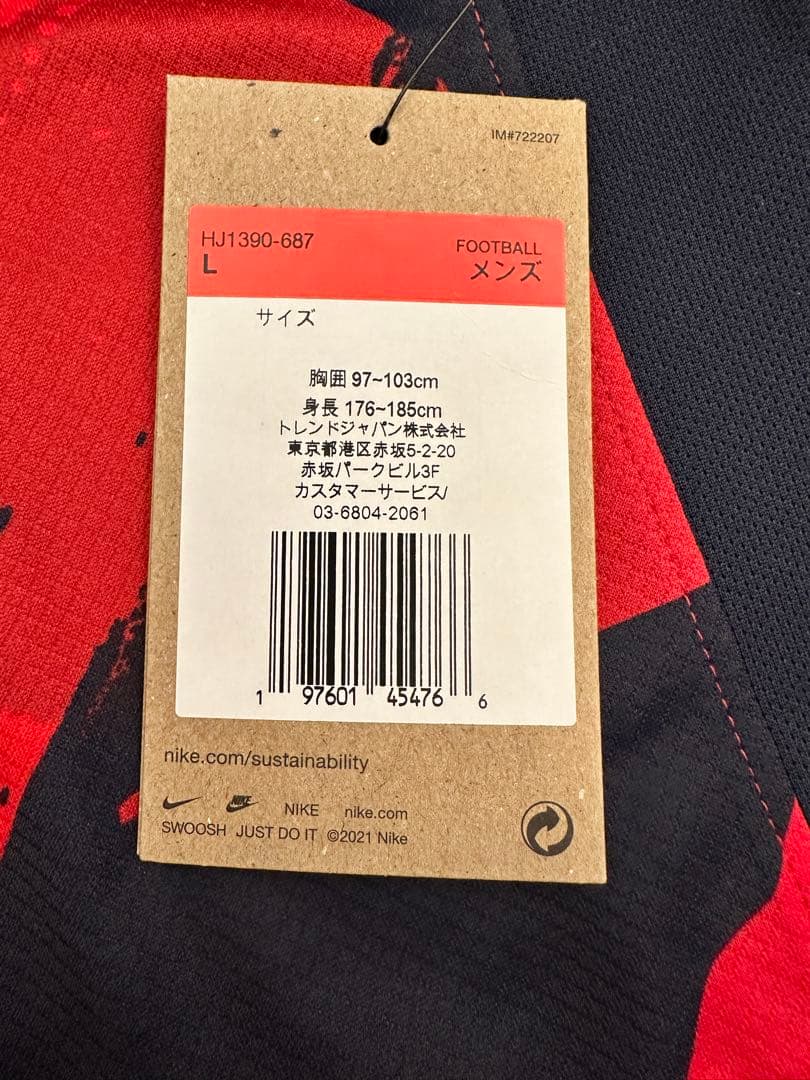 IM#722207
HJ1390-687
L
FOOTBALL
メンズ
サイズ
胸囲 97~103cm
身長 176~185cm
トレンドジャパン株式会社
東京都港区赤坂5-2-20
赤坂パークビル3F
カスタマーサービス/
03-6804-2061
1 97601 45476 6
nike.com/sustainability
NIKE nike.com
SWOOSH JUST DO IT ©2021 Nike